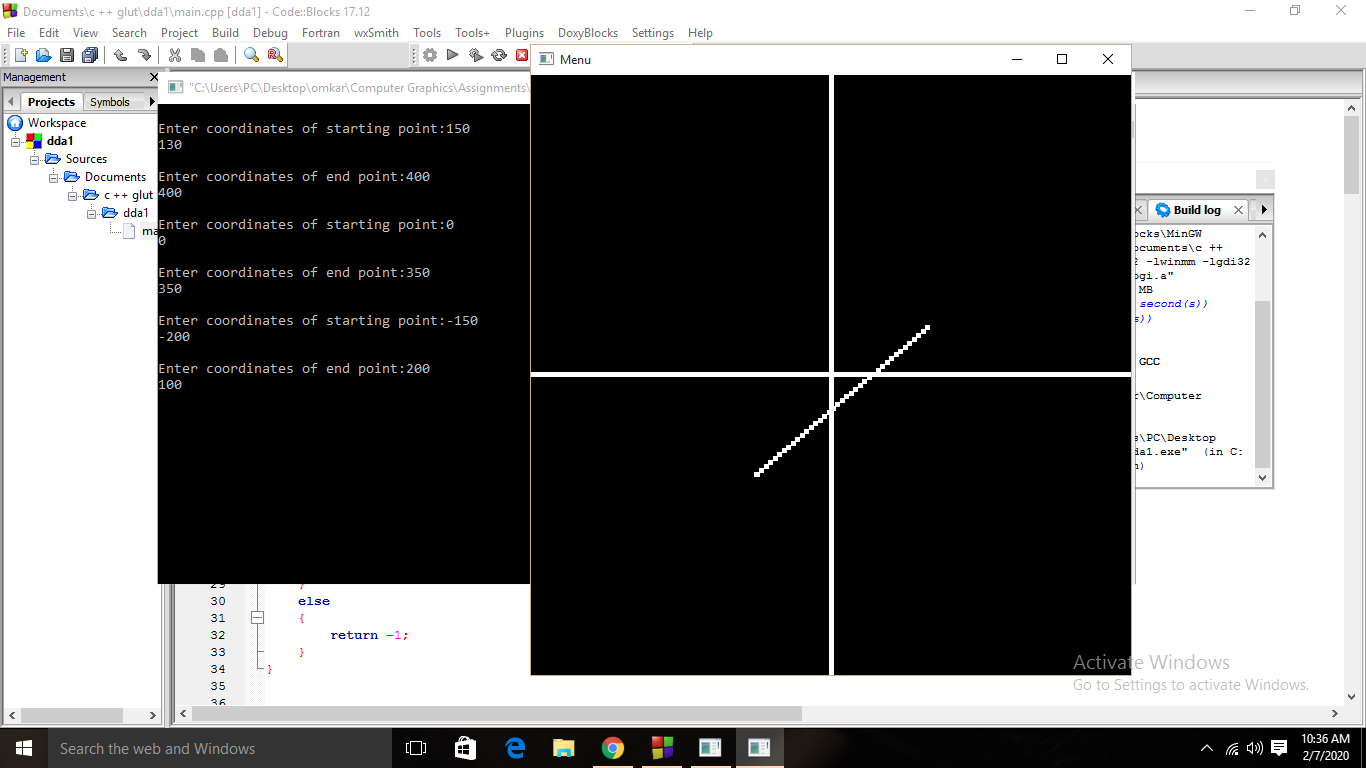 Documents\c ++ glut\dda1\main.cpp [dda1] - Code::Blocks 17.12
File Edit View Search Project Build Debug Fortran wxSmith Tools Tools+ Plugins DoxyBlocks Settings Help
Management
Projects Symbols
Workspace
dda1
Sources
Documents
c ++ glut
dda1
ma
"C:\Users\PC\Desktop\omkar\Computer Graphics\Assignments\
Enter coordinates of starting point:150
130
Enter coordinates of end point:400
400
Enter coordinates of starting point:0
0
Enter coordinates of end point:350
350
Enter coordinates of starting point:-150
-200
Enter coordinates of end point:200
100
Menu
Build log
ocks\MinGW
ocuments\c ++
2 -lwinmm -lgdi32
ogi.a"
MB
second(s))
s))
GCC
r\Computer
s\PC\Desktop
da1.exe" (in C:
n)
29 }
30 else
31 {
32 return -1;
33 }
34 }
35
36
Activate Windows
Go to Settings to activate Windows.
Search the web and Windows
10:36 AM
2/7/2020